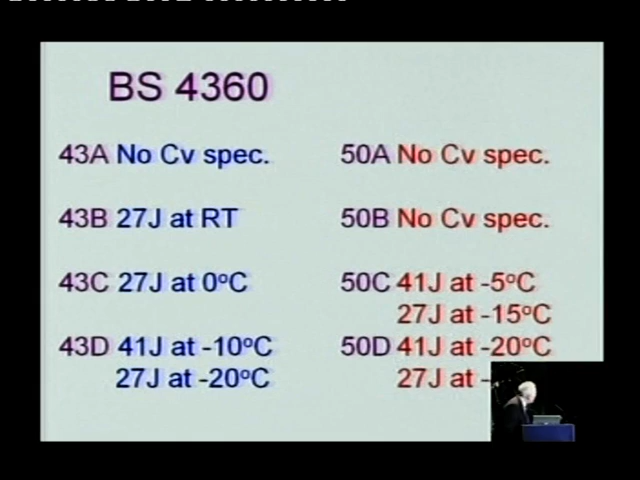 BS 4360
43A No Cv spec.
50A No Cv spec.
43B 27J at RT
50B No Cv spec.
43C 27J at 0°C
50C 41J at -5°C
27J at -15°C
43D 41J at -10°C
50D 41J at -20°C
27J at -20°C
27J at -